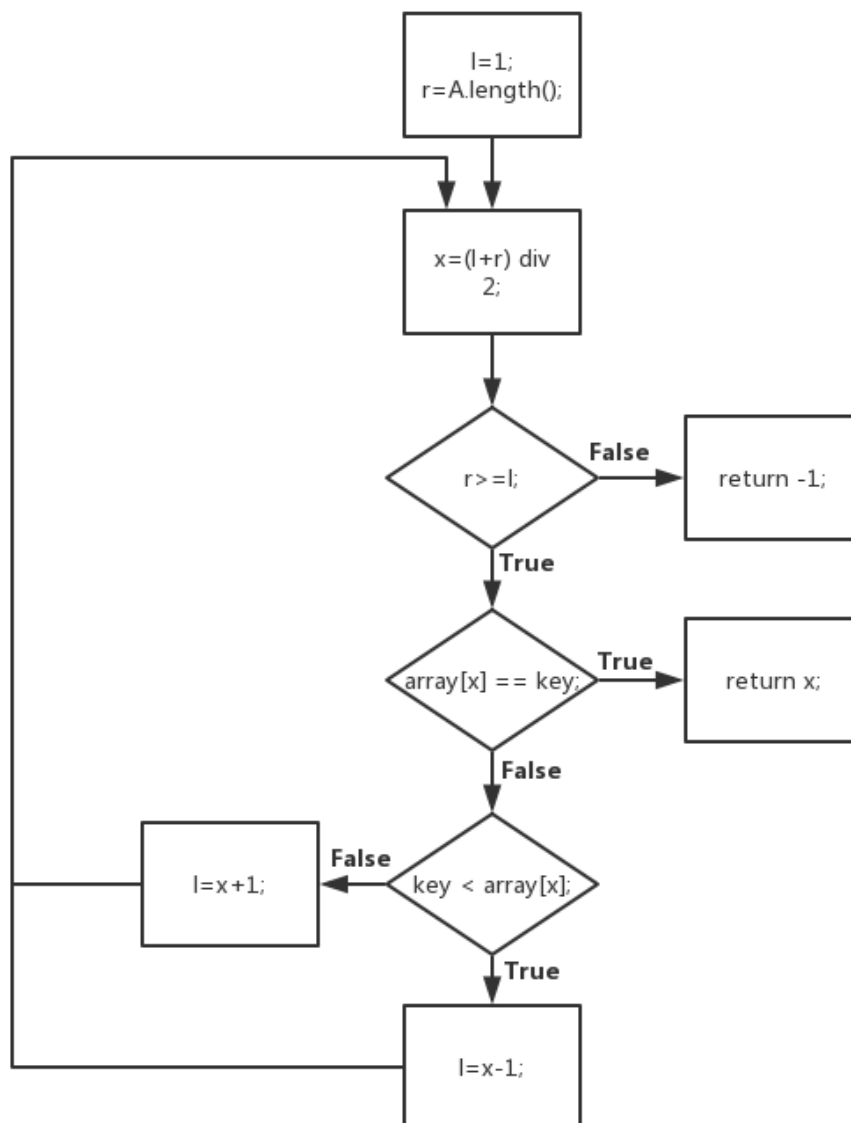 l=1;
r=A.length();
x=(l+r) div
2;
r>=l;
False
return -1;
True
array[x] == key;
True
return x;
False
key < array[x];
False
l=x+1;
True
l=x-1;